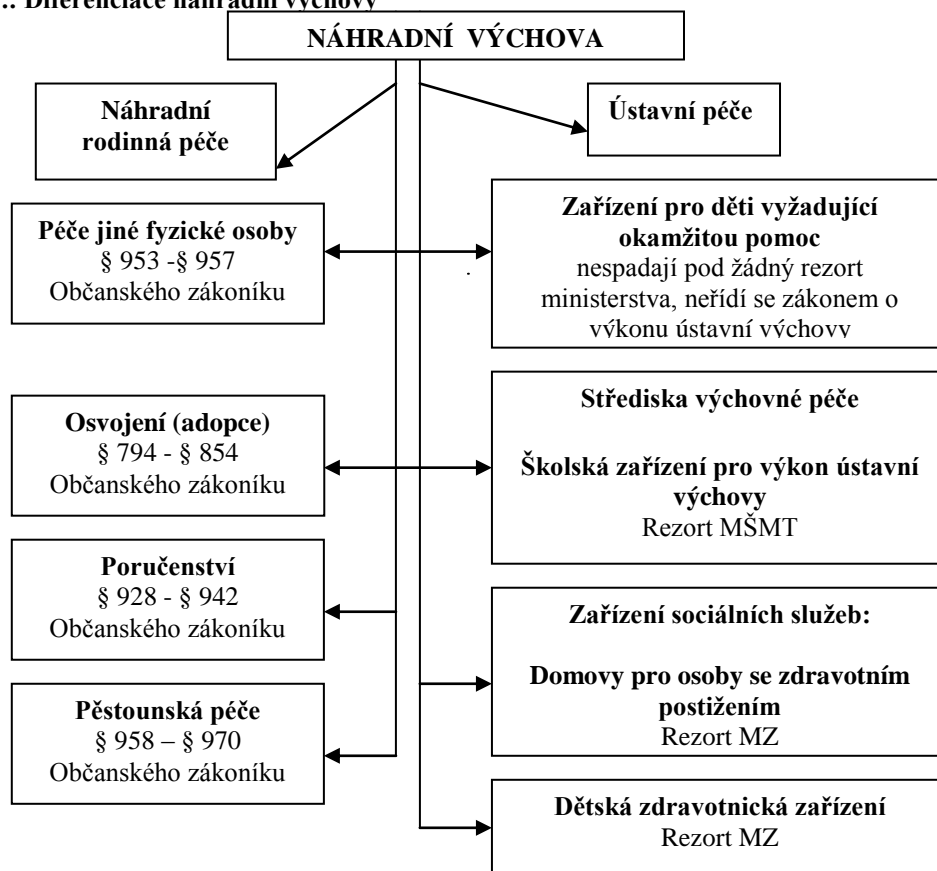 .: Diferenciace náhradní výchovy
NÁHRADNÍ VÝCHOVA
Náhradní
rodinná péče
Ústavní péče
Péče jiné fyzické osoby
§ 953 -§ 957
Občanského zákoníku
Zařízení pro děti vyžadující
okamžitou pomoc
nespadají pod žádný rezort
ministerstva, neřídí se zákonem o
výkonu ústavní výchovy
Osvojení (adopce)
§ 794 - § 854
Občanského zákoníku
Střediska výchovné péče
Školská zařízení pro výkon ústavní
výchovy
Rezort MŠMT
Poručenství
§ 928 - § 942
Občanského zákoníku
Zařízení sociálních služeb:
Domovy pro osoby se zdravotním
postižením
Rezort MZ
Pěstounská péče
§ 958 – § 970
Občanského zákoníku
Dětská zdravotnická zařízení
Rezort MZ